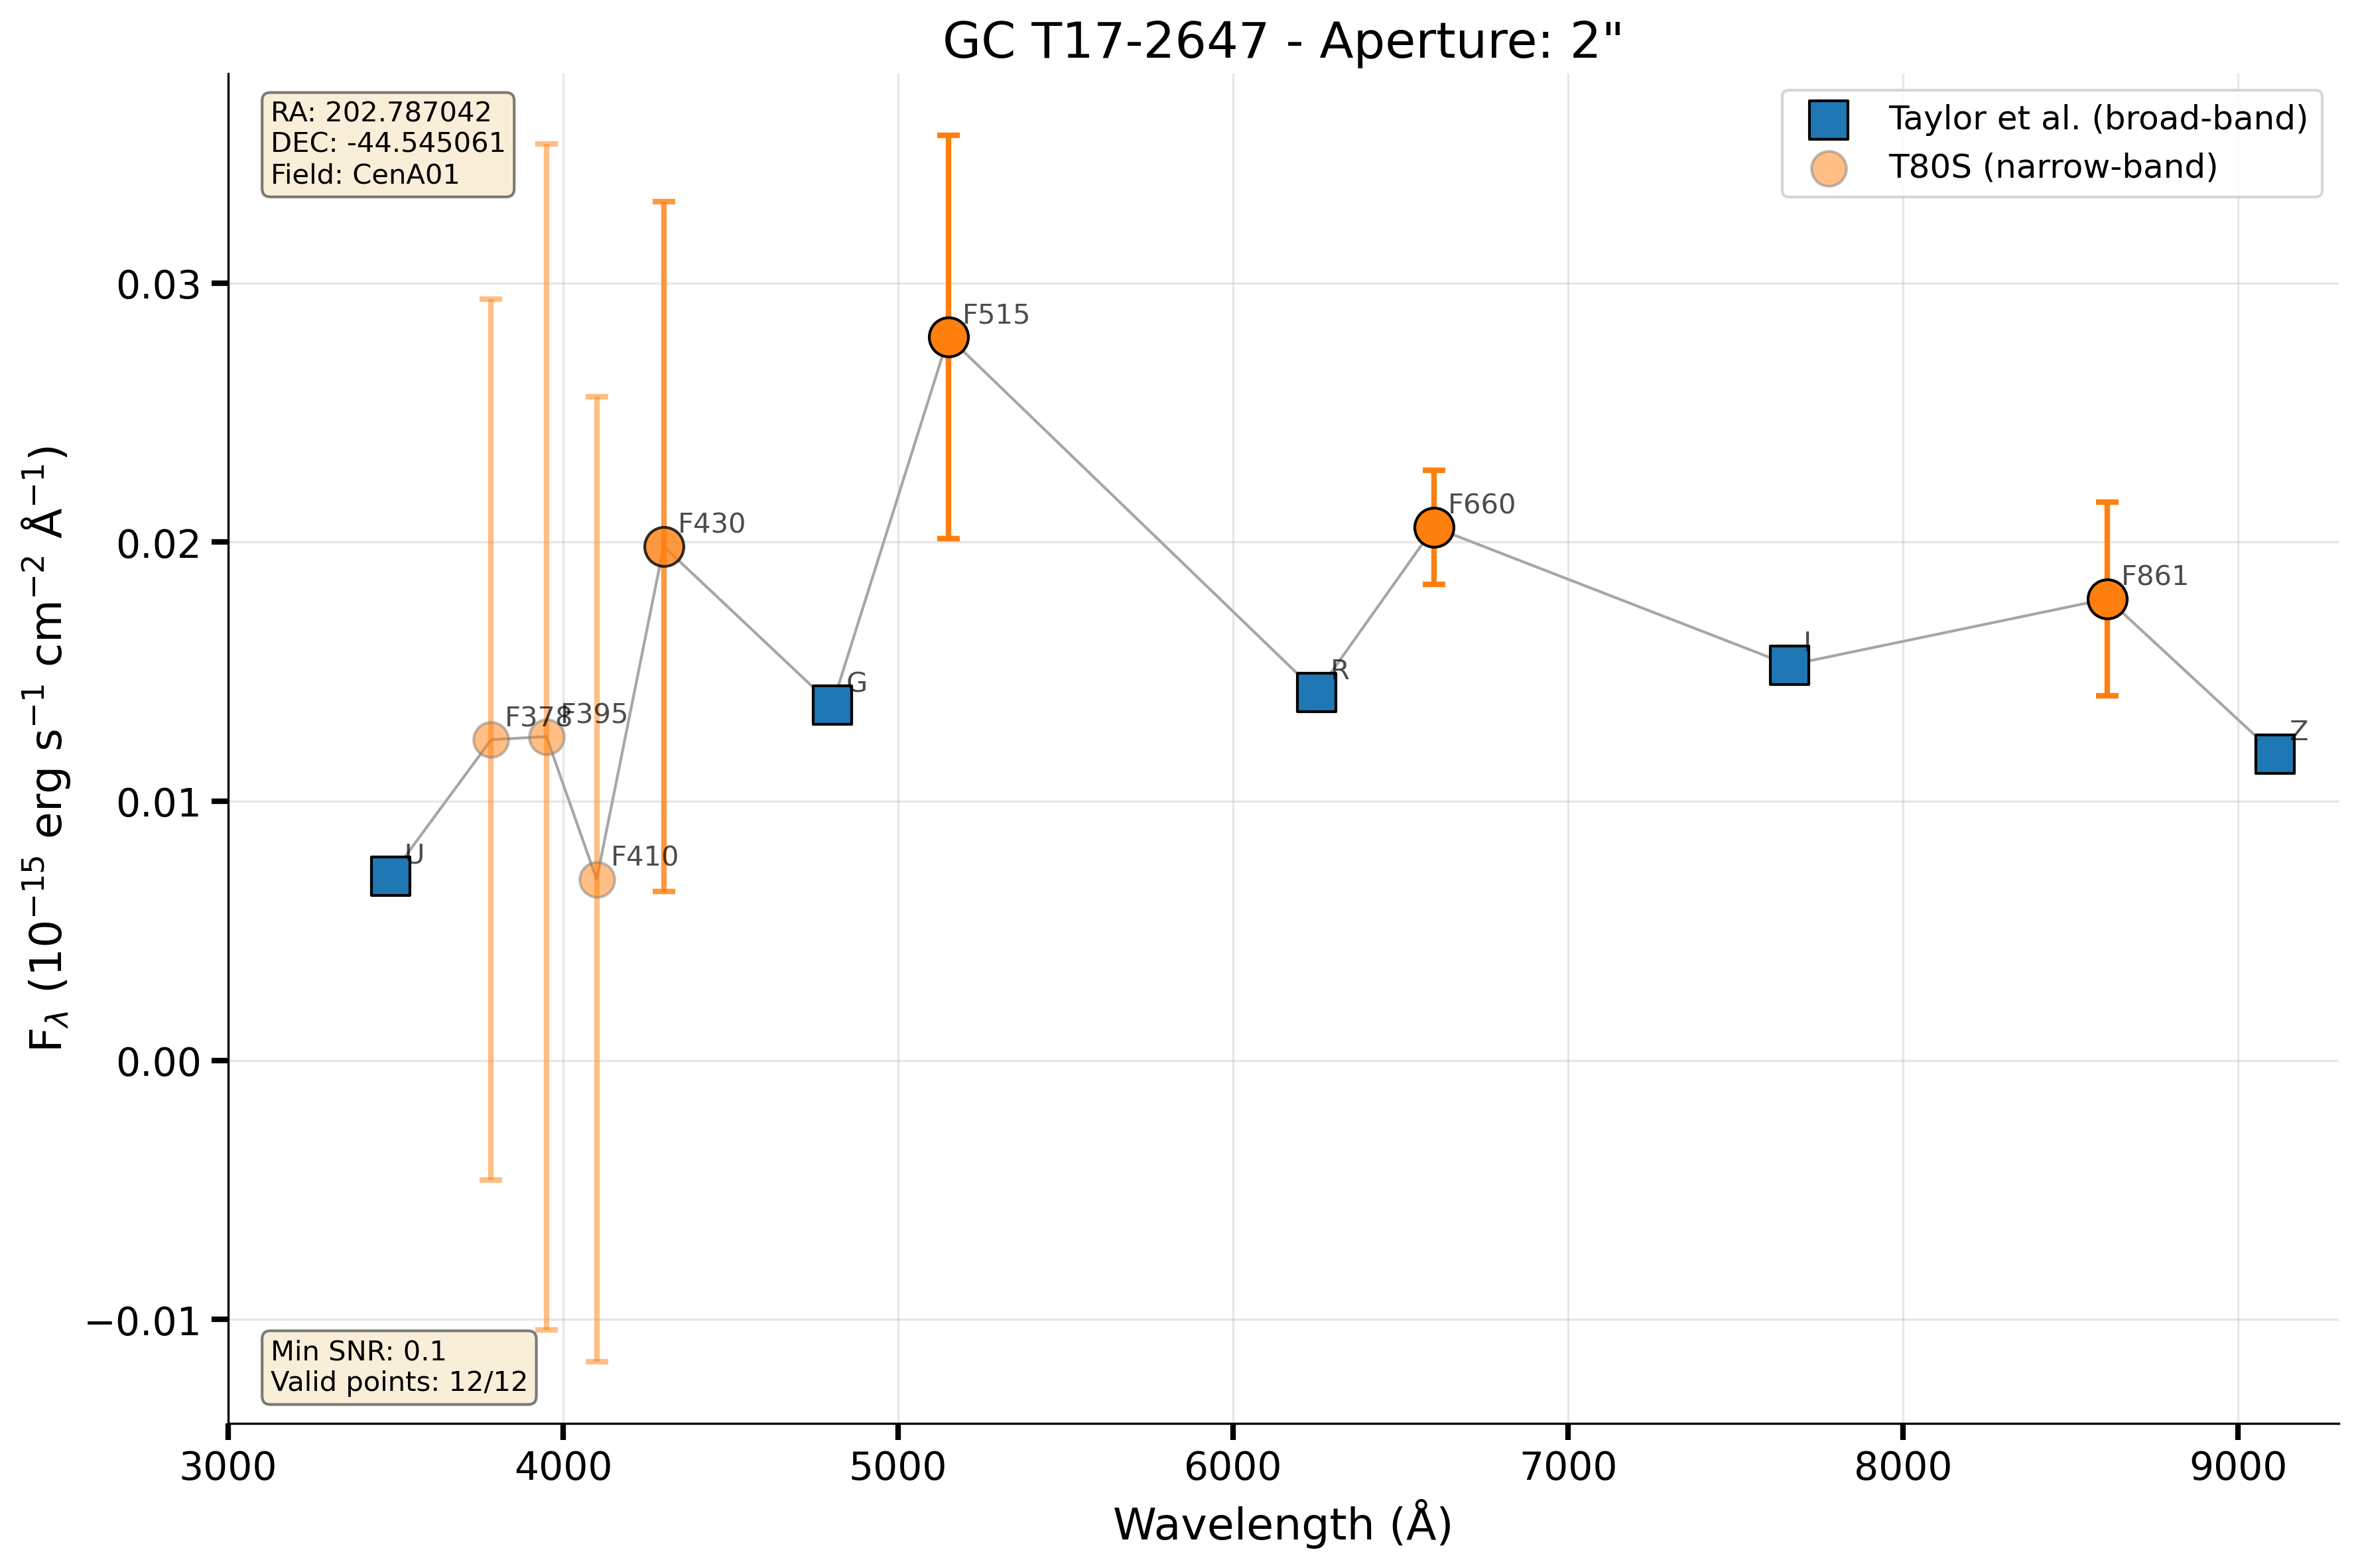 GC T17-2647 - Aperture: 2"
RA: 202.787042
DEC: -44.545061
Field: CenA01
Taylor et al. (broad-band)
T80S (narrow-band)
F515
F430
F660
F861
I
R
G
Z
F378
F395
U
F410
0.03
0.02
0.01
0.00
−0.01
F_λ (10⁻¹⁵ erg s⁻¹ cm⁻² Å⁻¹)
Min SNR: 0.1
Valid points: 12/12
3000 4000 5000 6000 7000 8000 9000
Wavelength (Å)